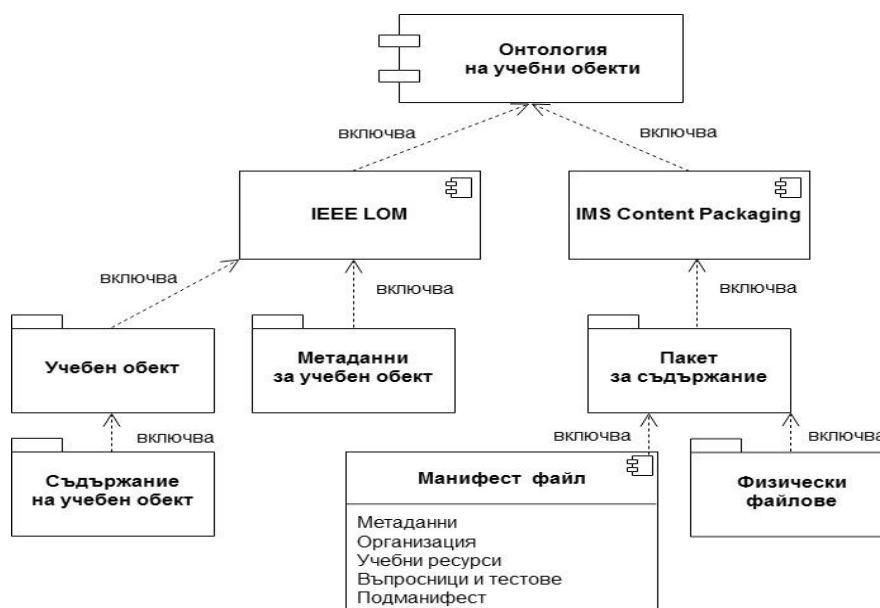 Онтология
на учебни обекти
включва
включва
IEEE LOM
IMS Content Packaging
включва
включва
включва
Учебен обект
Метаданни
за учебен обект
Пакет
за съдържание
включва
включва
включва
Съдържание
на учебен обект
Манифест файл
Метаданни
Организация
Учебни ресурси
Въпросници и тестове
Подманифест
Физически
файлове